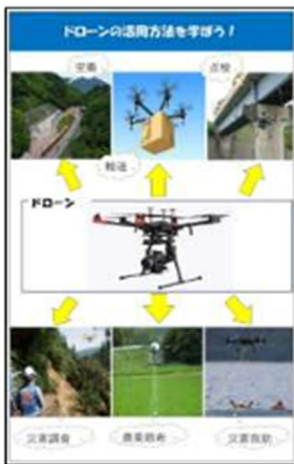 ドローンの活用方法を学ぼう！
空撮
点検
輸送
ドローン
災害調査
農薬散布
災害救助